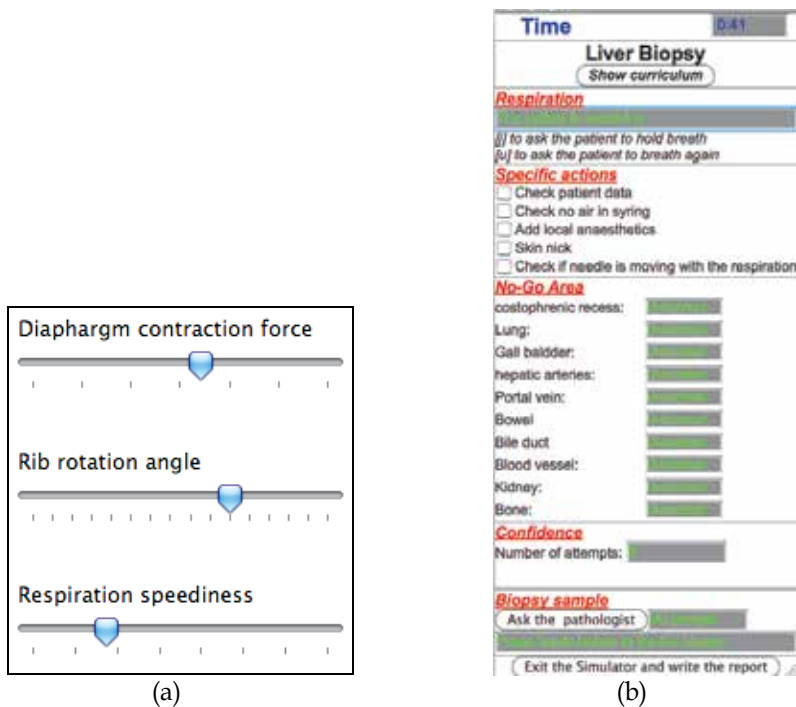 Diaphargm contraction force
Rib rotation angle
Respiration speediness
(a)
Time 0:41
Liver Biopsy
Show curriculum
Respiration
[j] to ask the patient to hold breath
[u] to ask the patient to breath again
Specific actions
Check patient data
Check no air in syring
Add local anaesthetics
Skin nick
Check if needle is moving with the respiration
No-Go Area
costophrenic recess:
Lung:
Gall baldder:
hepatic arteries:
Portal vein:
Bowel
Bile duct
Blood vessel:
Kidney:
Bone:
Confidence
Number of attempts:
Biopsy sample
Ask the pathologist
Exit the Simulator and write the report
(b)